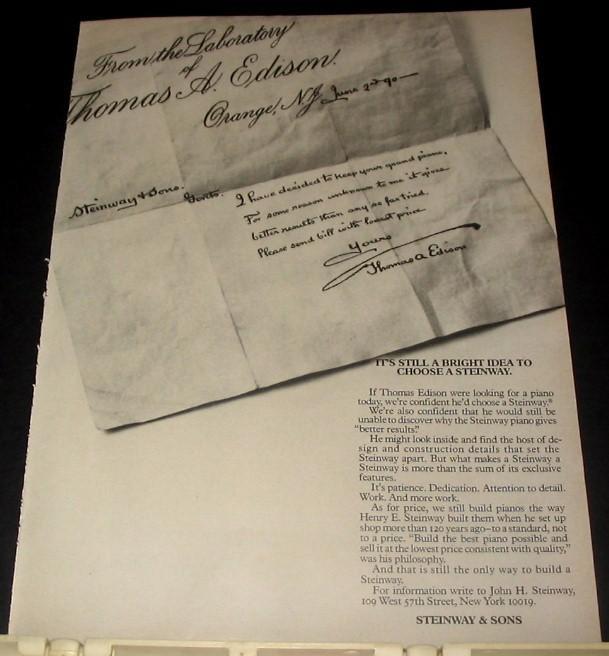 From the Laboratory
of
Thomas A. Edison.
Orange, N.J. June 2nd 90
Steinway & Sons.
Gents. I have decided to keep your grand piano.
For some reason unknown to me it gives
better results than any so far tried.
Please send bill with lowest price
Yours
Thomas A Edison
IT'S STILL A BRIGHT IDEA TO
CHOOSE A STEINWAY.
If Thomas Edison were looking for a piano
today, we're confident he'd choose a Steinway.®
We're also confident that he would still be
unable to discover why the Steinway piano gives
"better results."
He might look inside and find the host of de-
sign and construction details that set the
Steinway apart. But what makes a Steinway a
Steinway is more than the sum of its exclusive
features.
It's patience. Dedication. Attention to detail.
Work. And more work.
As for price, we still build pianos the way
Henry E. Steinway built them when he set up
shop more than 120 years ago–to a standard, not
to a price. "Build the best piano possible and
sell it at the lowest price consistent with quality,"
was his philosophy.
And that is still the only way to build a
Steinway.
For information write to John H. Steinway,
109 West 57th Street, New York 10019.
STEINWAY & SONS